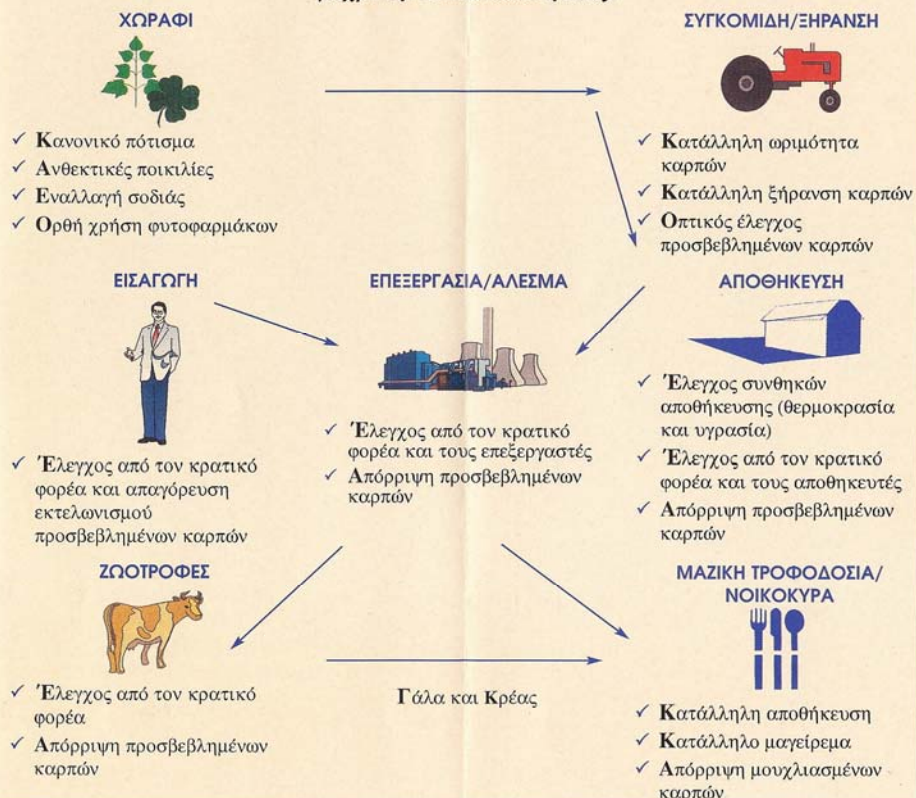 ΧΩΡΑΦΙ
✓ Κανονικό πότισμα
✓ Ανθεκτικές ποικιλίες
✓ Εναλλαγή σοδιάς
✓ Ορθή χρήση φυτοφαρμάκων
ΣΥΓΚΟΜΙΔΗ/ΞΗΡΑΝΣΗ
✓ Κατάλληλη ωριμότητα
καρπών
✓ Κατάλληλη ξήρανση καρπών
✓ Οπτικός έλεγχος
προσβεβλημένων καρπών
ΕΙΣΑΓΩΓΗ
✓ Έλεγχος από τον κρατικό
φορέα και απαγόρευση
εκτελωνισμού
προσβεβλημένων καρπών
ΕΠΕΞΕΡΓΑΣΙΑ/ΑΛΕΣΜΑ
✓ Έλεγχος από τον κρατικό
φορέα και τους επεξεργαστές
✓ Απόρριψη προσβεβλημένων
καρπών
ΑΠΟΘΗΚΕΥΣΗ
✓ Έλεγχος συνθηκών
αποθήκευσης (θερμοκρασία
και υγρασία)
✓ Έλεγχος από τον κρατικό
φορέα και τους αποθηκευτές
✓ Απόρριψη προσβεβλημένων
καρπών
ΖΩΟΤΡΟΦΕΣ
✓ Έλεγχος από τον κρατικό
φορέα
✓ Απόρριψη προσβεβλημένων
καρπών
Γάλα και Κρέας
ΜΑΖΙΚΗ ΤΡΟΦΟΔΟΣΙΑ/
ΝΟΙΚΟΚΥΡΑ
✓ Κατάλληλη αποθήκευση
✓ Κατάλληλο μαγείρεμα
✓ Απόρριψη μουχλιασμένων
καρπών